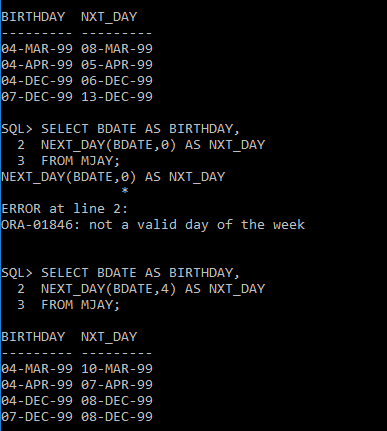 BIRTHDAY  NXT_DAY
--------- ---------
04-MAR-99 08-MAR-99
04-APR-99 05-APR-99
04-DEC-99 06-DEC-99
07-DEC-99 13-DEC-99
SQL> SELECT BDATE AS BIRTHDAY,
  2  NEXT_DAY(BDATE,0) AS NXT_DAY
  3  FROM MJAY;
NEXT_DAY(BDATE,0) AS NXT_DAY
               *
ERROR at line 2:
ORA-01846: not a valid day of the week
SQL> SELECT BDATE AS BIRTHDAY,
  2  NEXT_DAY(BDATE,4) AS NXT_DAY
  3  FROM MJAY;
BIRTHDAY  NXT_DAY
--------- ---------
04-MAR-99 10-MAR-99
04-APR-99 07-APR-99
04-DEC-99 08-DEC-99
07-DEC-99 08-DEC-99